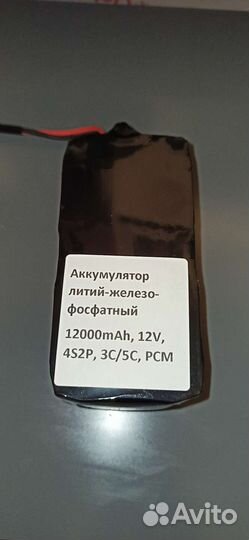 Аккумулятор
литий-железо-
фосфатный
12000mAh, 12V,
4S2P, 3C/5C, PCM
Avito